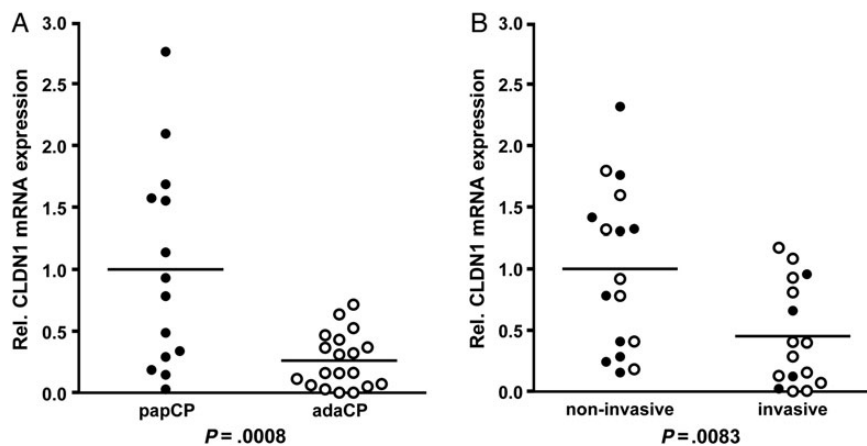 A
Rel. CLDN1 mRNA expression
3.0
2.5
2.0
1.5
1.0
0.5
0.0
papCP adaCP
P = .0008
B
Rel. CLDN1 mRNA expression
3.0
2.5
2.0
1.5
1.0
0.5
0.0
non-invasive invasive
P = .0083